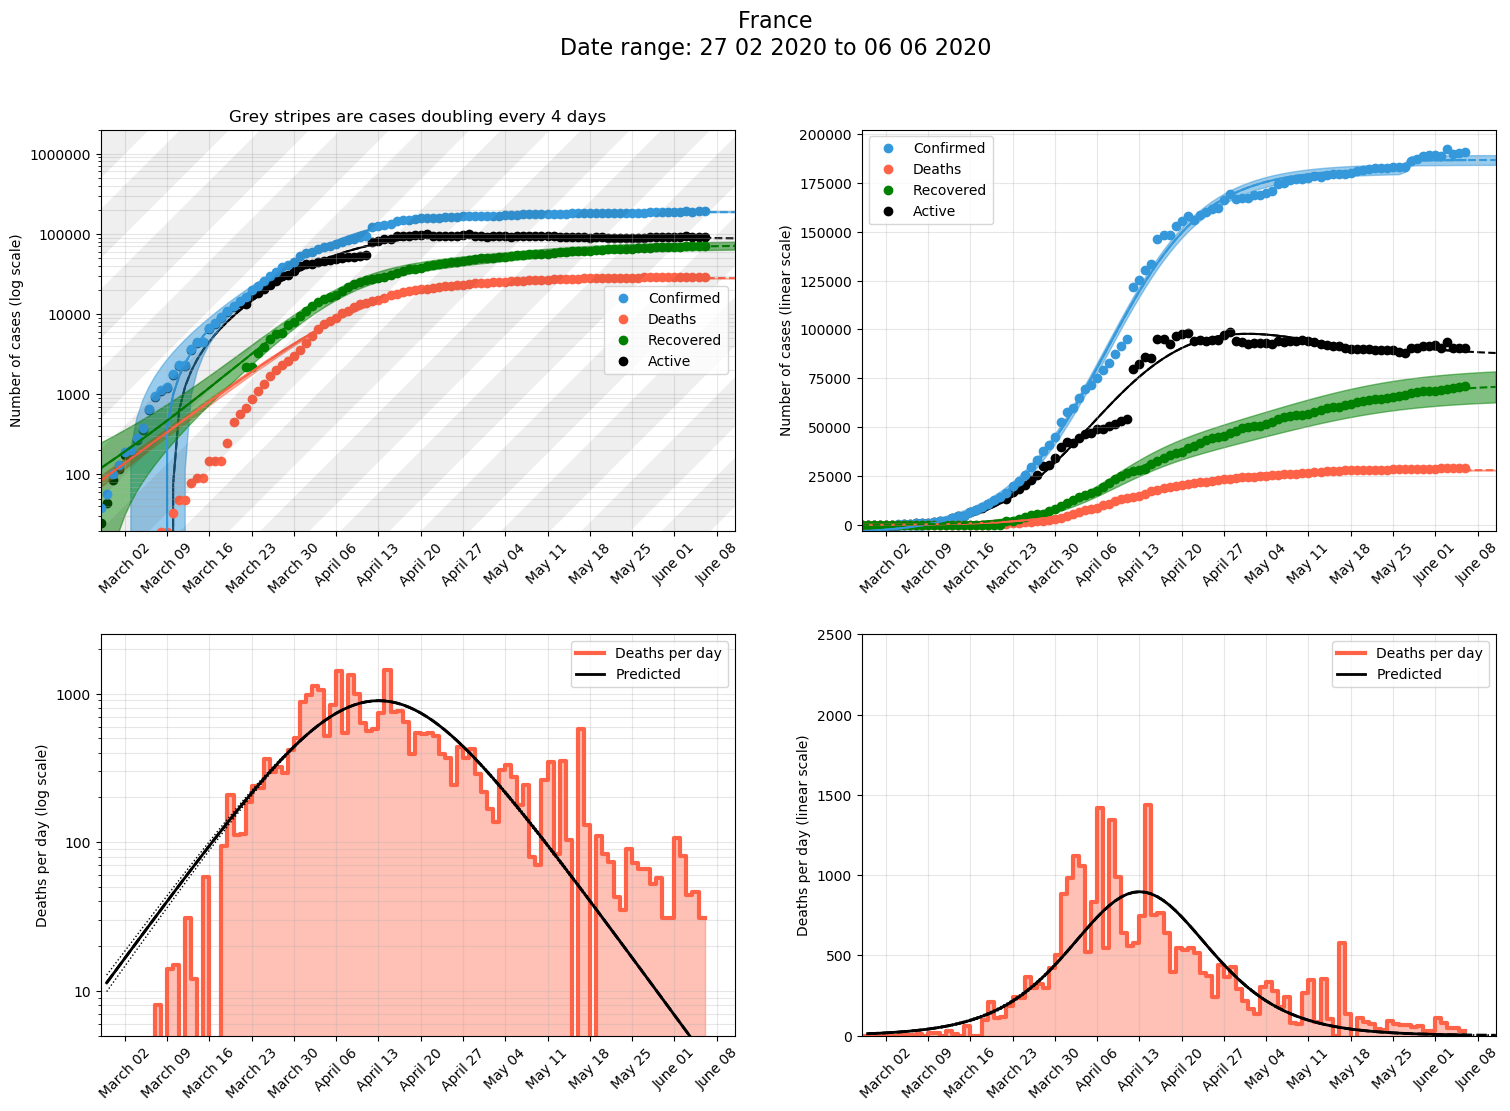 France
Date range: 27 02 2020 to 06 06 2020
Grey stripes are cases doubling every 4 days
Number of cases (log scale)
1000000
100000
10000
1000
100
Confirmed
Deaths
Recovered
Active
March 02
March 09
March 16
March 23
March 30
April 06
April 13
April 20
April 27
May 04
May 11
May 18
May 25
June 01
June 08
Number of cases (linear scale)
200000
175000
150000
125000
100000
75000
50000
25000
0
Confirmed
Deaths
Recovered
Active
March 02
March 09
March 16
March 23
March 30
April 06
April 13
April 20
April 27
May 04
May 11
May 18
May 25
June 01
June 08
Deaths per day (log scale)
1000
100
10
Deaths per day
Predicted
March 02
March 09
March 16
March 23
March 30
April 06
April 13
April 20
April 27
May 04
May 11
May 18
May 25
June 01
June 08
Deaths per day (linear scale)
2500
2000
1500
1000
500
0
Deaths per day
Predicted
March 02
March 09
March 16
March 23
March 30
April 06
April 13
April 20
April 27
May 04
May 11
May 18
May 25
June 01
June 08